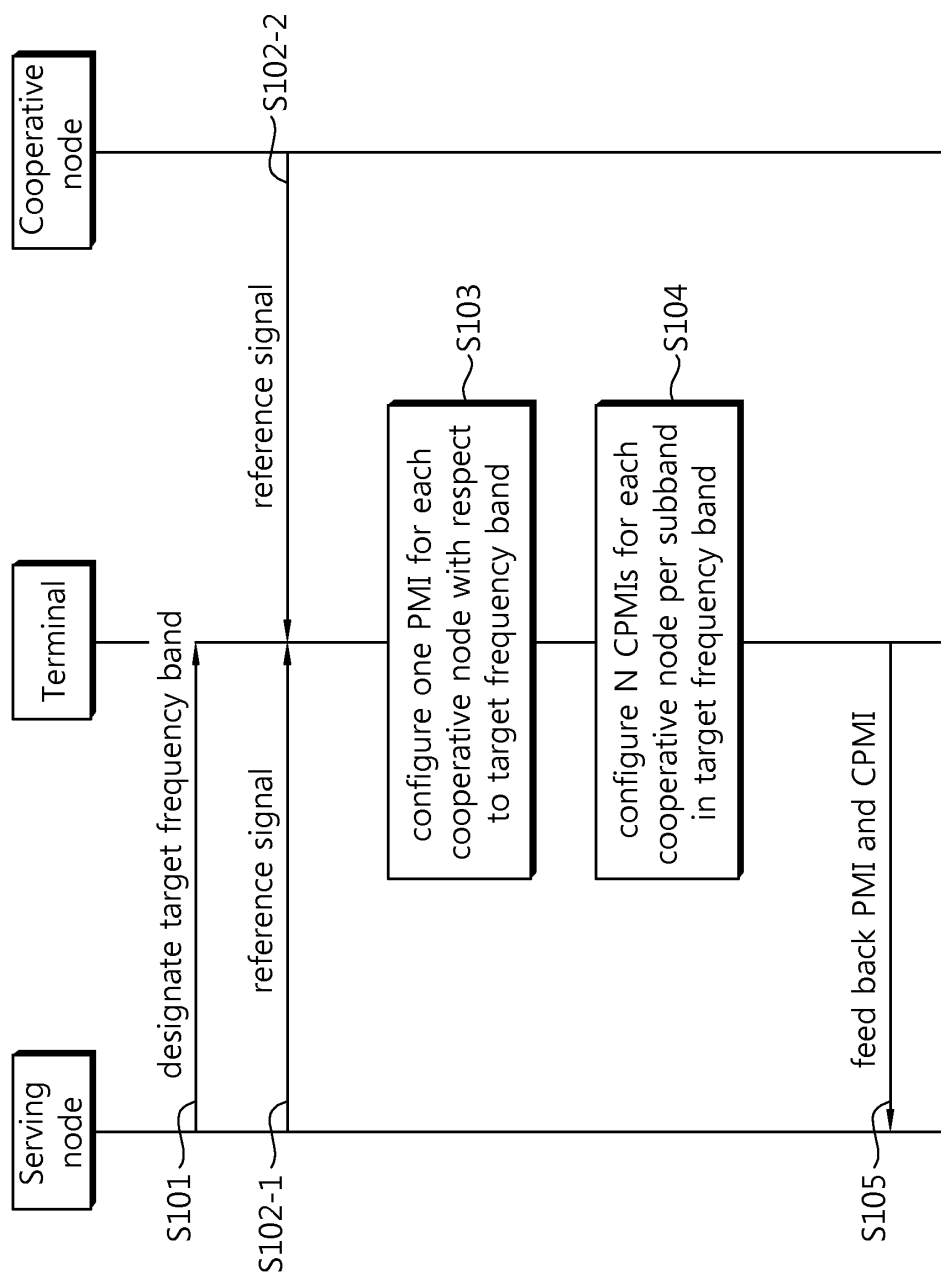 Serving
node
Terminal
Cooperative
node
S101
designate target frequency band
S102-1
reference signal
reference signal
S102-2
configure one PMI for each
cooperative node with respect
to target frequency band
S103
configure N CPMIs for each
cooperative node per subband
in target frequency band
S104
S105
feed back PMI and CPMI